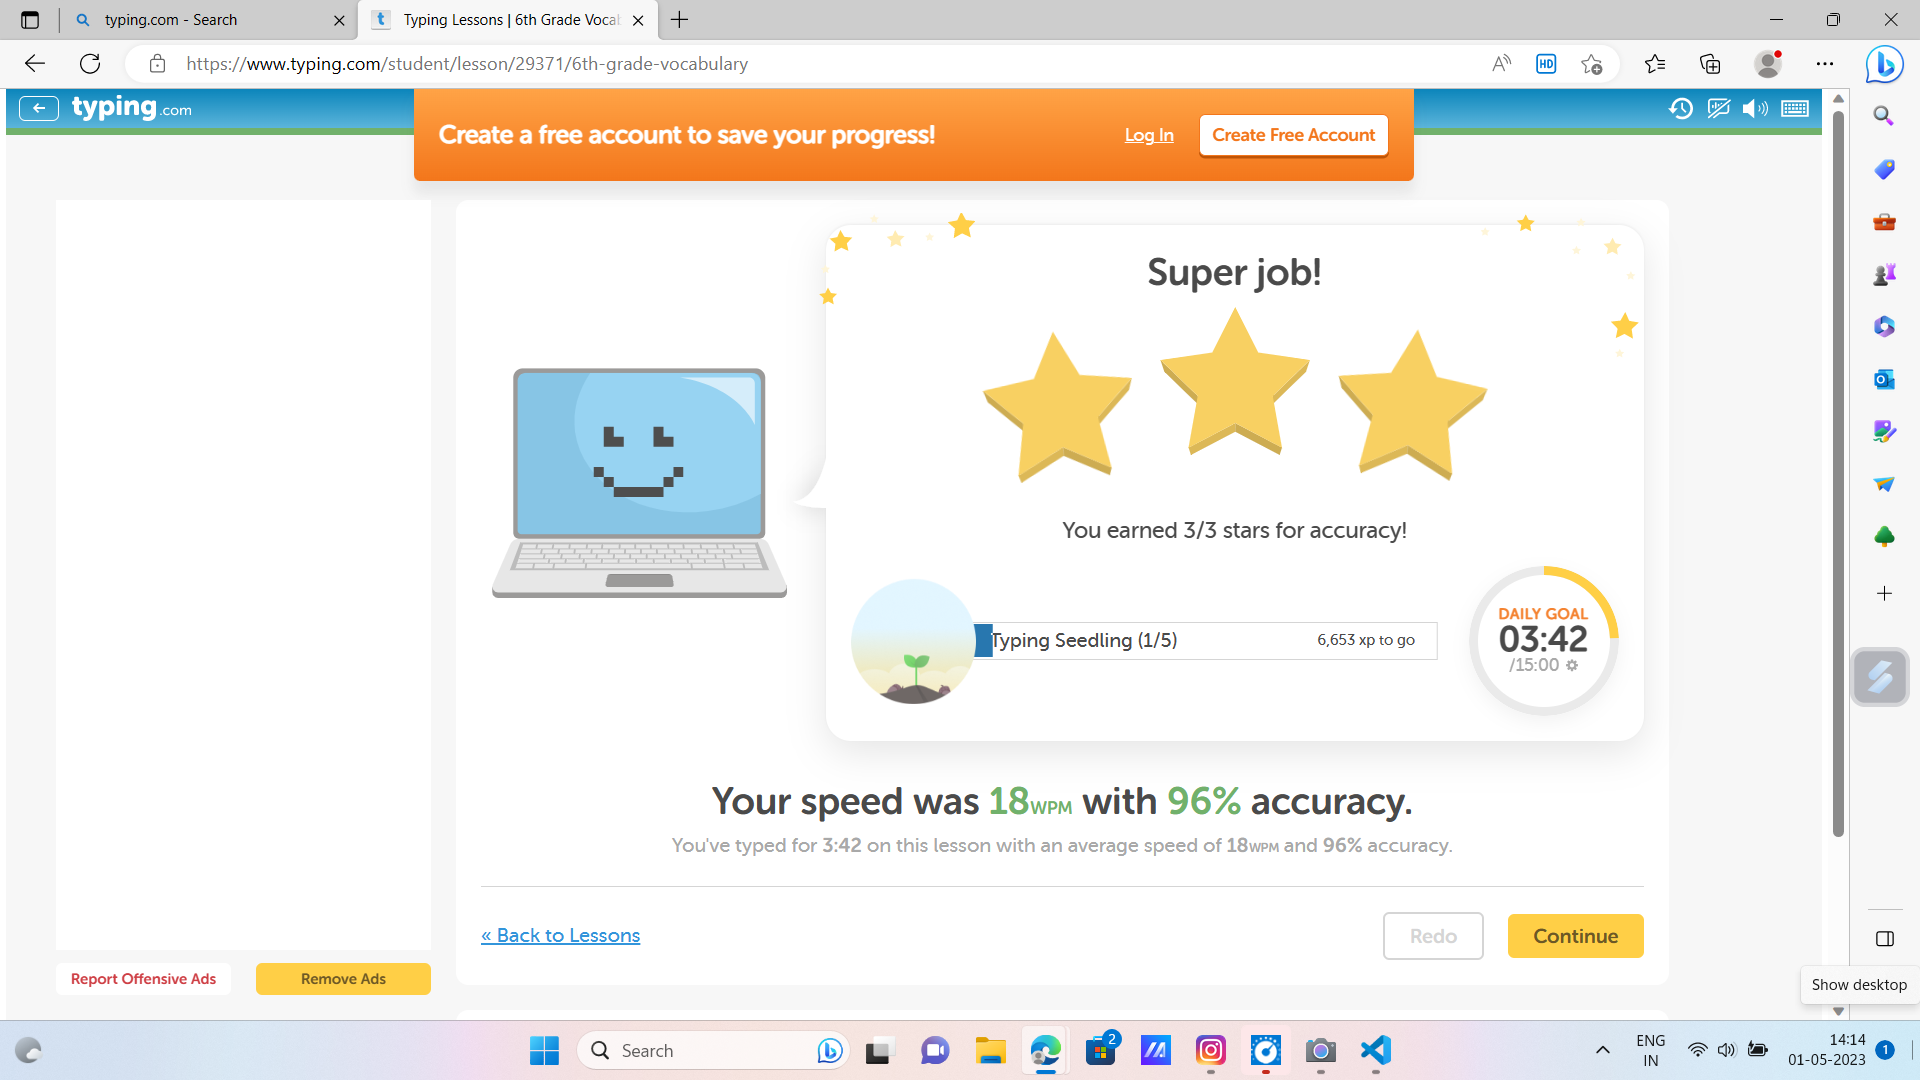 typing.com - Search
Typing Lessons | 6th Grade Vocab
https://www.typing.com/student/lesson/29371/6th-grade-vocabulary
HD
typing.com
Create a free account to save your progress!
Log In
Create Free Account
Super job!
You earned 3/3 stars for accuracy!
Typing Seedling (1/5)
6,653 xp to go
DAILY GOAL
03:42
/15:00
Your speed was 18WPM with 96% accuracy.
You've typed for 3:42 on this lesson with an average speed of 18WPM and 96% accuracy.
« Back to Lessons
Redo
Continue
Report Offensive Ads
Remove Ads
Show desktop
Search
2
ENG
IN
14:14
01-05-2023
1